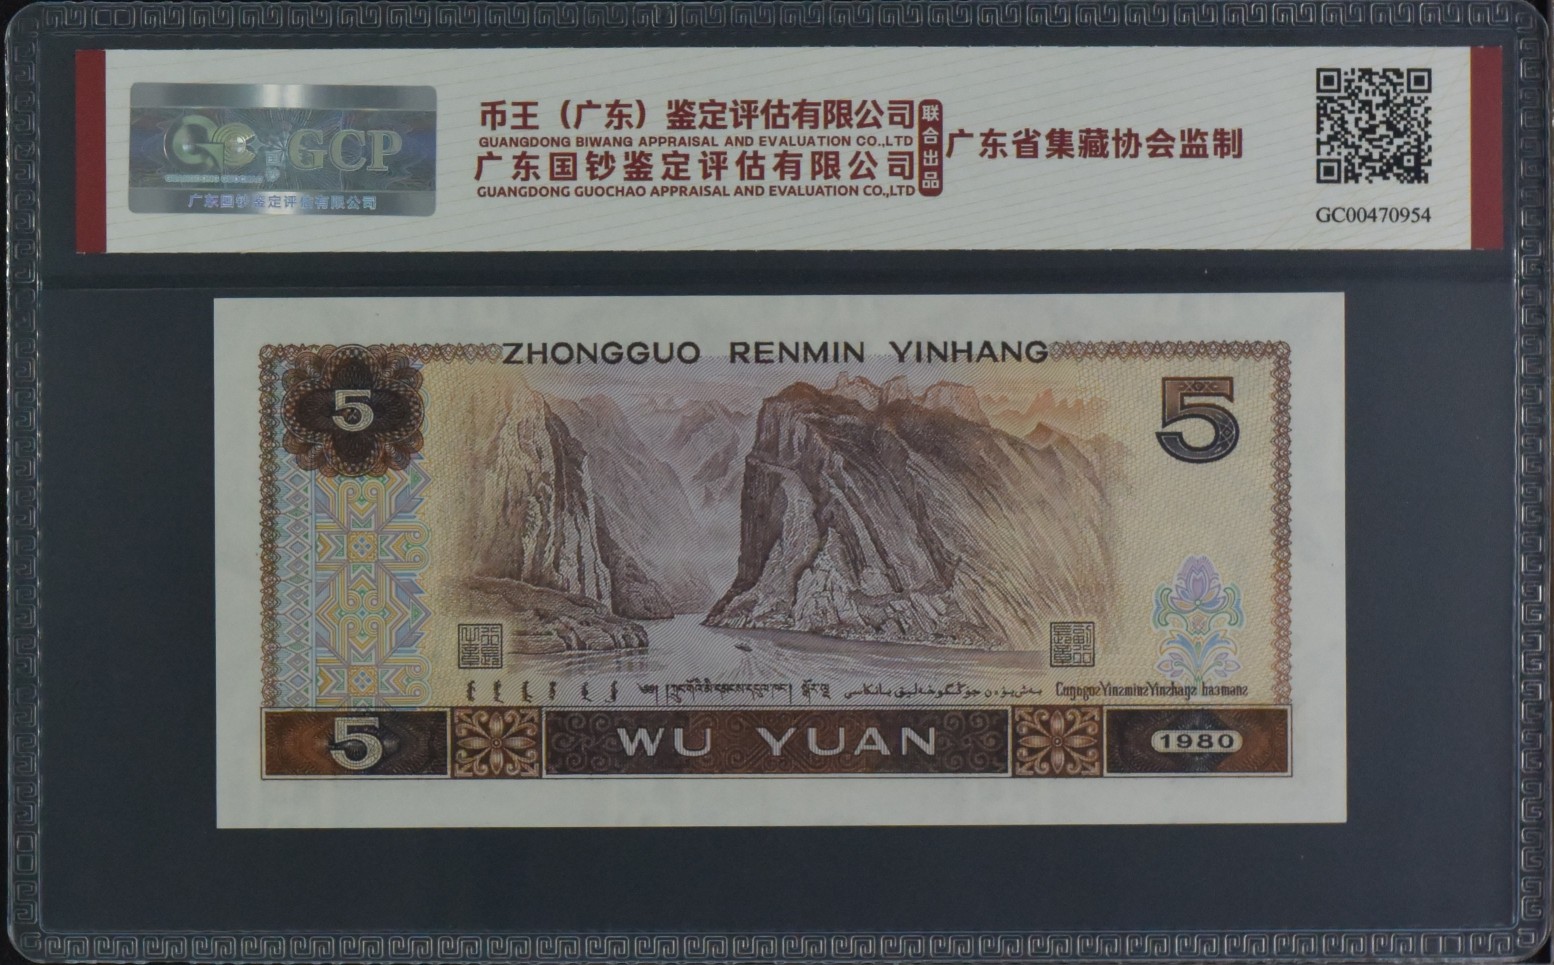 GCP
广东国钞鉴定评估有限公司
币王（广东）鉴定评估有限公司
GUANGDONG BIWANG APPRAISAL AND EVALUATION CO.,LTD
广东国钞鉴定评估有限公司
GUANGDONG GUOCHAO APPRAISAL AND EVALUATION CO,LTD
联合出品
广东省集藏协会监制
GC00470954
ZHONGGUO RENMIN YINHANG
5
5
5
WU YUAN
1980